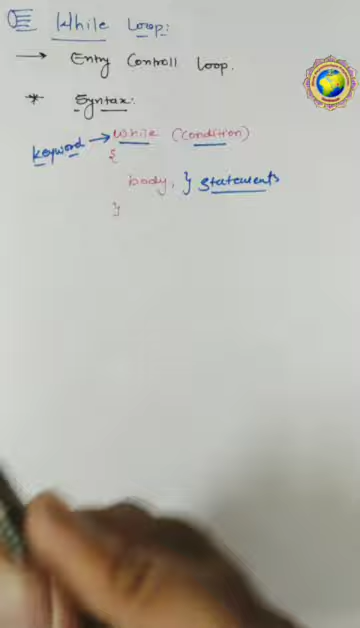 While Loop:
→ Entry Controll Loop.
* Syntax:
keyword → while (condition)
{
body, } statements
}